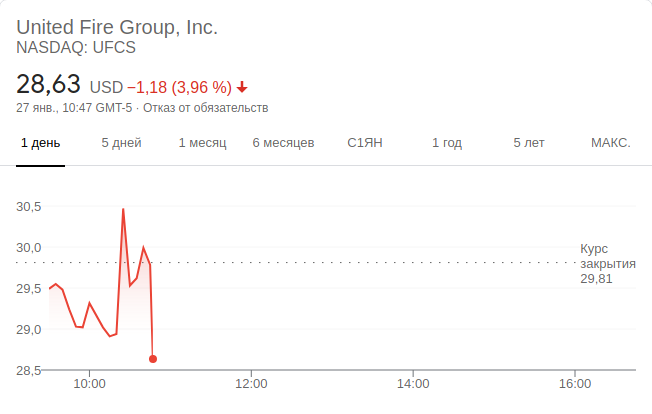 United Fire Group, Inc.
NASDAQ: UFCS
28,63 USD −1,18 (3,96 %)
27 янв., 10:47 GMT-5 · Отказ от обязательств
1 день 5 дней 1 месяц 6 месяцев С1ЯН 1 год 5 лет МАКС.
30,5
30,0
Курс
закрытия
29,81
29,5
29,0
28,5
10:00 12:00 14:00 16:00